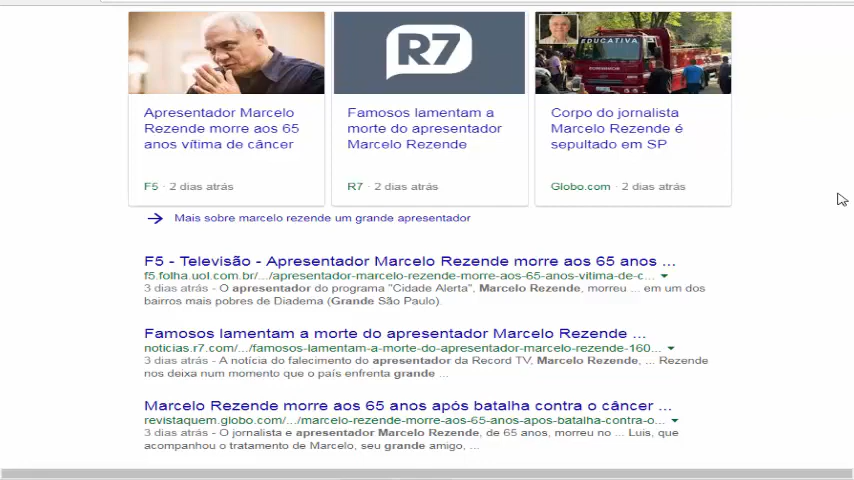 R7
EDUCATIVA
Apresentador Marcelo
Rezende morre aos 65
anos vítima de câncer
F5 · 2 dias atrás
Famosos lamentam a
morte do apresentador
Marcelo Rezende
R7 · 2 dias atrás
Corpo do jornalista
Marcelo Rezende é
sepultado em SP
Globo.com · 2 dias atrás
Mais sobre marcelo rezende um grande apresentador
F5 - Televisão - Apresentador Marcelo Rezende morre aos 65 anos ...
f5.folha.uol.com.br/.../apresentador-marcelo-rezende-morre-aos-65-anos-vitima-de-c...
3 dias atrás - O apresentador do programa "Cidade Alerta", Marcelo Rezende, morreu ... em um dos
bairros mais pobres de Diadema (Grande São Paulo).
Famosos lamentam a morte do apresentador Marcelo Rezende ...
noticias.r7.com/.../famosos-lamentam-a-morte-do-apresentador-marcelo-rezende-160...
3 dias atrás - A notícia do falecimento do apresentador da Record TV, Marcelo Rezende, ... Rezende
nos deixa num momento que o país enfrenta grande ...
Marcelo Rezende morre aos 65 anos após batalha contra o câncer ...
revistaquem.globo.com/.../marcelo-rezende-morre-aos-65-anos-apos-batalha-contra-o...
3 dias atrás - O jornalista e apresentador Marcelo Rezende, de 65 anos, morreu no ... Luis, que
acompanhou o tratamento de Marcelo, seu grande amigo, ...